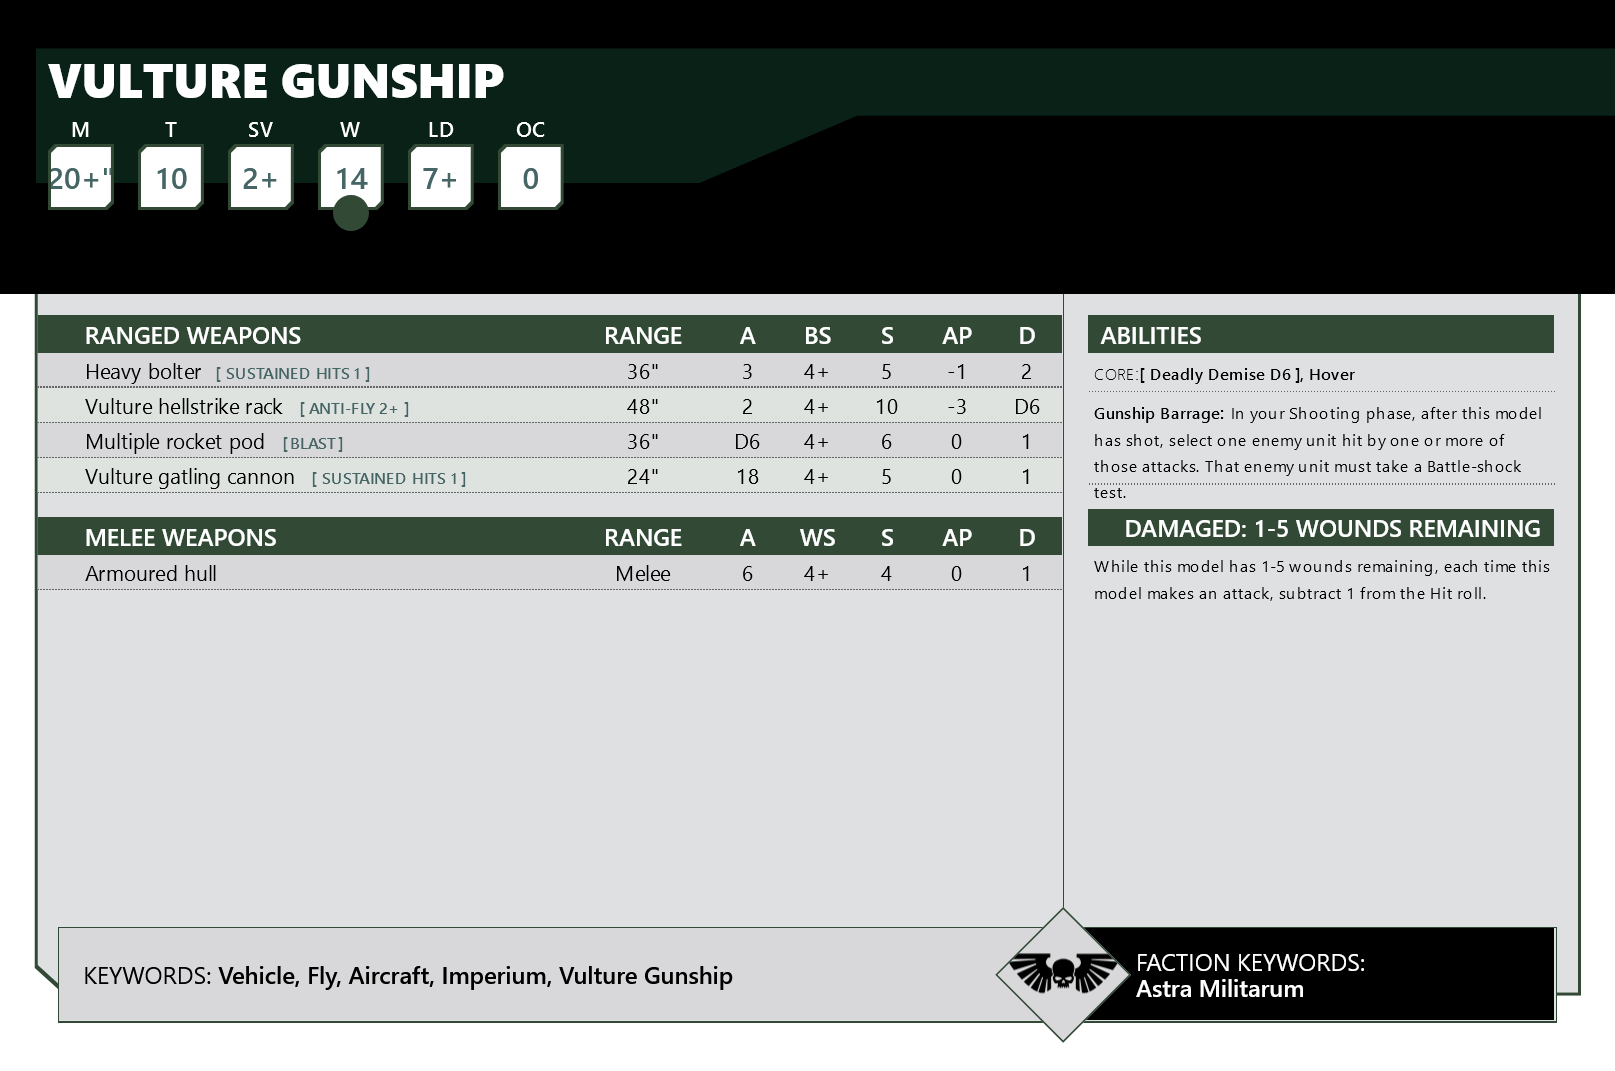 VULTURE GUNSHIP
M T SV W LD OC
20+" 10 2+ 14 7+ 0
RANGED WEAPONS RANGE A BS S AP D
Heavy bolter [ SUSTAINED HITS 1 ] 36" 3 4+ 5 -1 2
Vulture hellstrike rack [ ANTI-FLY 2+ ] 48" 2 4+ 10 -3 D6
Multiple rocket pod [BLAST] 36" D6 4+ 6 0 1
Vulture gatling cannon [ SUSTAINED HITS 1 ] 24" 18 4+ 5 0 1
MELEE WEAPONS RANGE A WS S AP D
Armoured hull Melee 6 4+ 4 0 1
ABILITIES
CORE:[ Deadly Demise D6 ], Hover
Gunship Barrage: In your Shooting phase, after this model
has shot, select one enemy unit hit by one or more of
those attacks. That enemy unit must take a Battle-shock
test.
DAMAGED: 1-5 WOUNDS REMAINING
While this model has 1-5 wounds remaining, each time this
model makes an attack, subtract 1 from the Hit roll.
KEYWORDS: Vehicle, Fly, Aircraft, Imperium, Vulture Gunship
FACTION KEYWORDS:
Astra Militarum